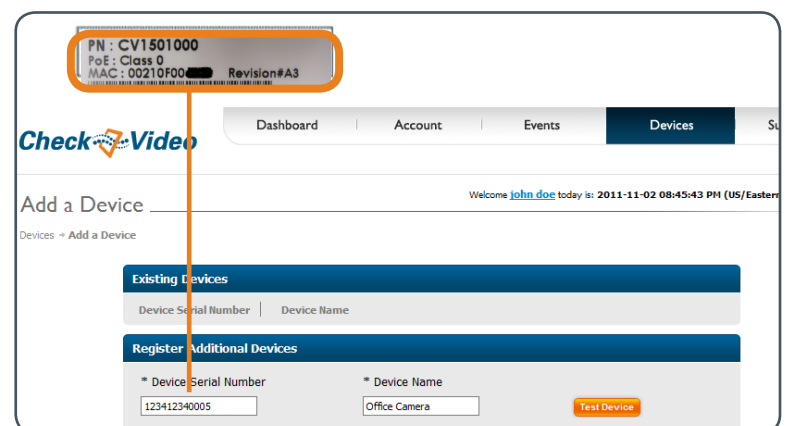 PN : CV1501000
PoE : Class 0
MAC : 00210F00 Revision#A3
Check Video
Dashboard Account Events Devices
Add a Device
Welcome john doe today is: 2011-11-02 08:45:43 PM (US/Eastern
Devices → Add a Device
Existing Devices
Device Serial Number Device Name
Register Additional Devices
* Device Serial Number * Device Name
123412340005 Office Camera Test Device